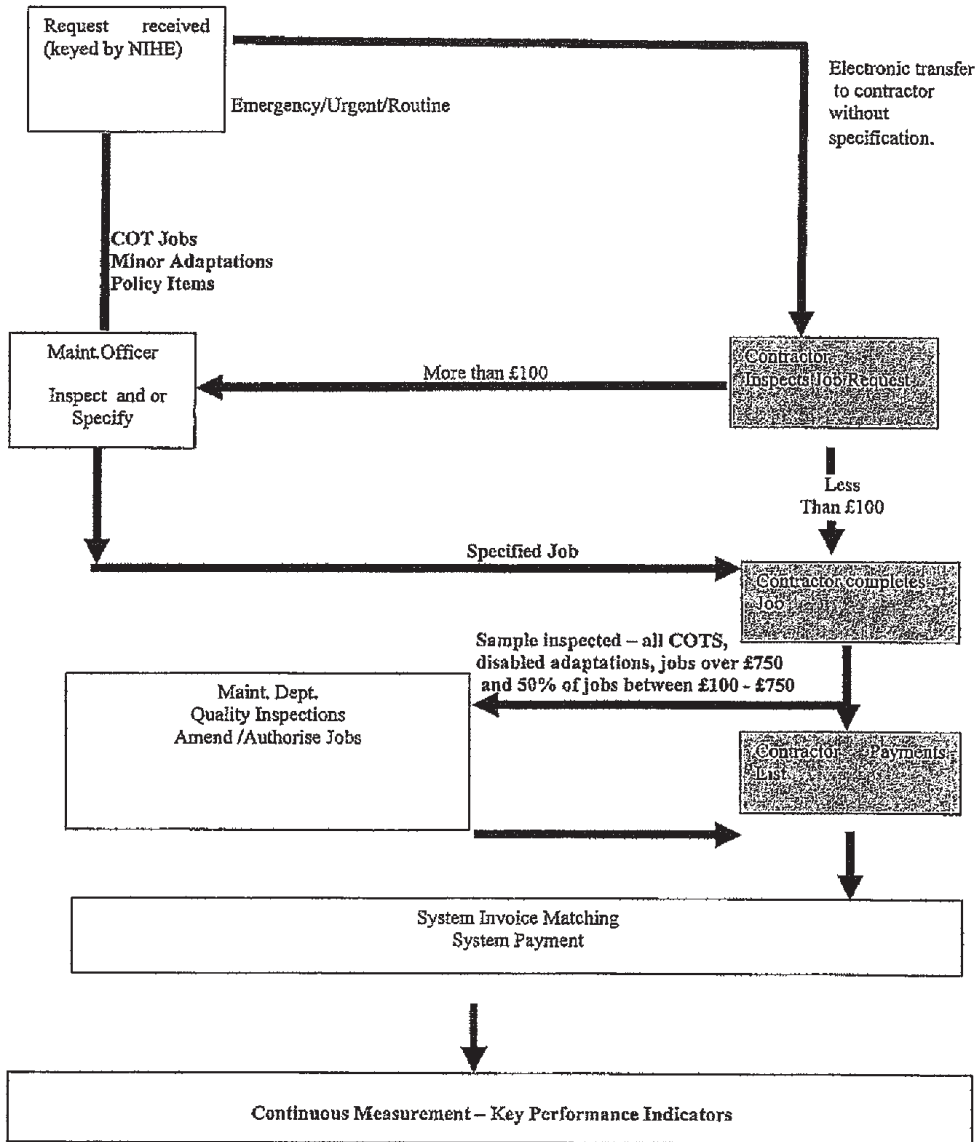 Request received
(keyed by NIHE)
Emergency/Urgent/Routine
Electronic transfer
to contractor
without
specification.
COT Jobs
Minor Adaptations
Policy Items
Maint.Officer
Inspect and or
Specify
More than £100
Contractor
Inspects Job Request
Less
Than £100
Specified Job
Contractor completes
Job
Sample inspected – all COTS,
disabled adaptations, jobs over £750
and 50% of jobs between £100 - £750
Maint. Dept.
Quality Inspections
Amend /Authorise Jobs
Contractor Payments
List
System Invoice Matching
System Payment
Continuous Measurement – Key Performance Indicators